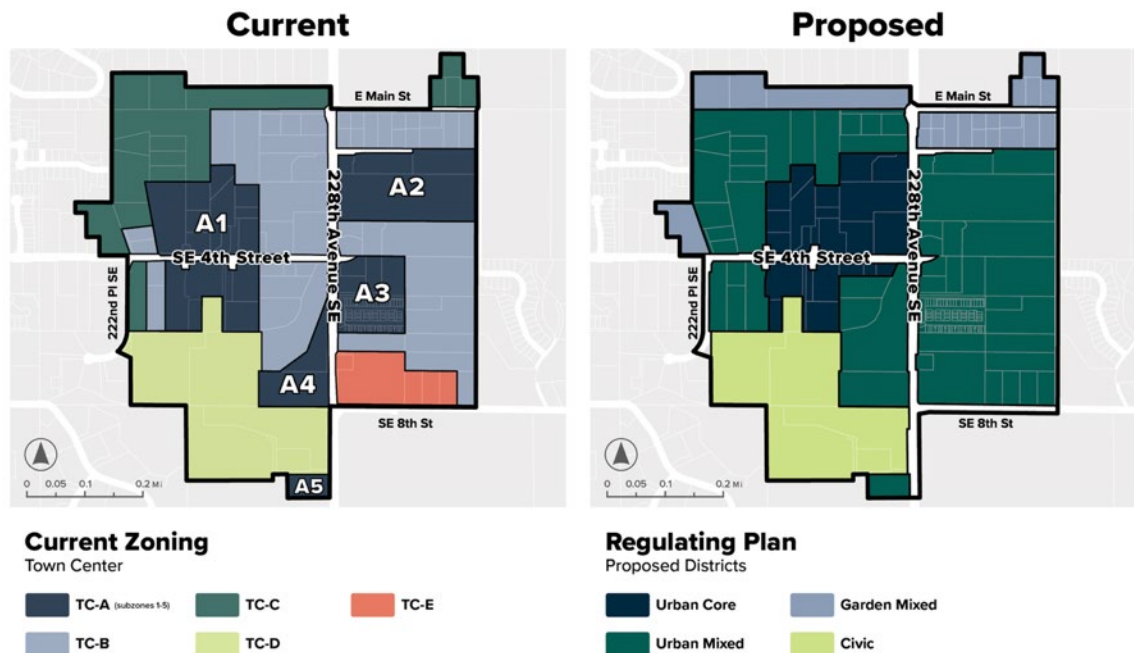 Current
E Main St
A2
A1
228th Avenue SE
SE 4th Street
A3
222nd Pl SE
A4
SE 8th St
A5
0 0.05 0.1 0.2 Mi
Current Zoning
Town Center
TC-A (subzones 1-5)
TC-C
TC-E
TC-B
TC-D
Proposed
E Main St
228th Avenue SE
SE 4th Street
222nd Pl SE
SE 8th St
0 0.05 0.1 0.2 Mi
Regulating Plan
Proposed Districts
Urban Core
Garden Mixed
Urban Mixed
Civic